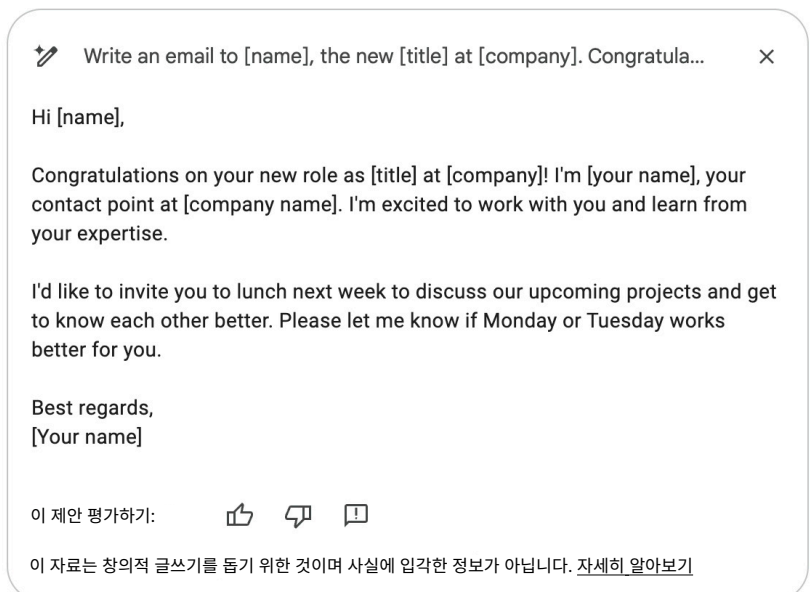 Write an email to [name], the new [title] at [company]. Congratula...
Hi [name],
Congratulations on your new role as [title] at [company]! I'm [your name], your
contact point at [company name]. I'm excited to work with you and learn from
your expertise.
I'd like to invite you to lunch next week to discuss our upcoming projects and get
to know each other better. Please let me know if Monday or Tuesday works
better for you.
Best regards,
[Your name]
이 제안 평가하기:
이 자료는 창의적 글쓰기를 돕기 위한 것이며 사실에 입각한 정보가 아닙니다. 자세히 알아보기